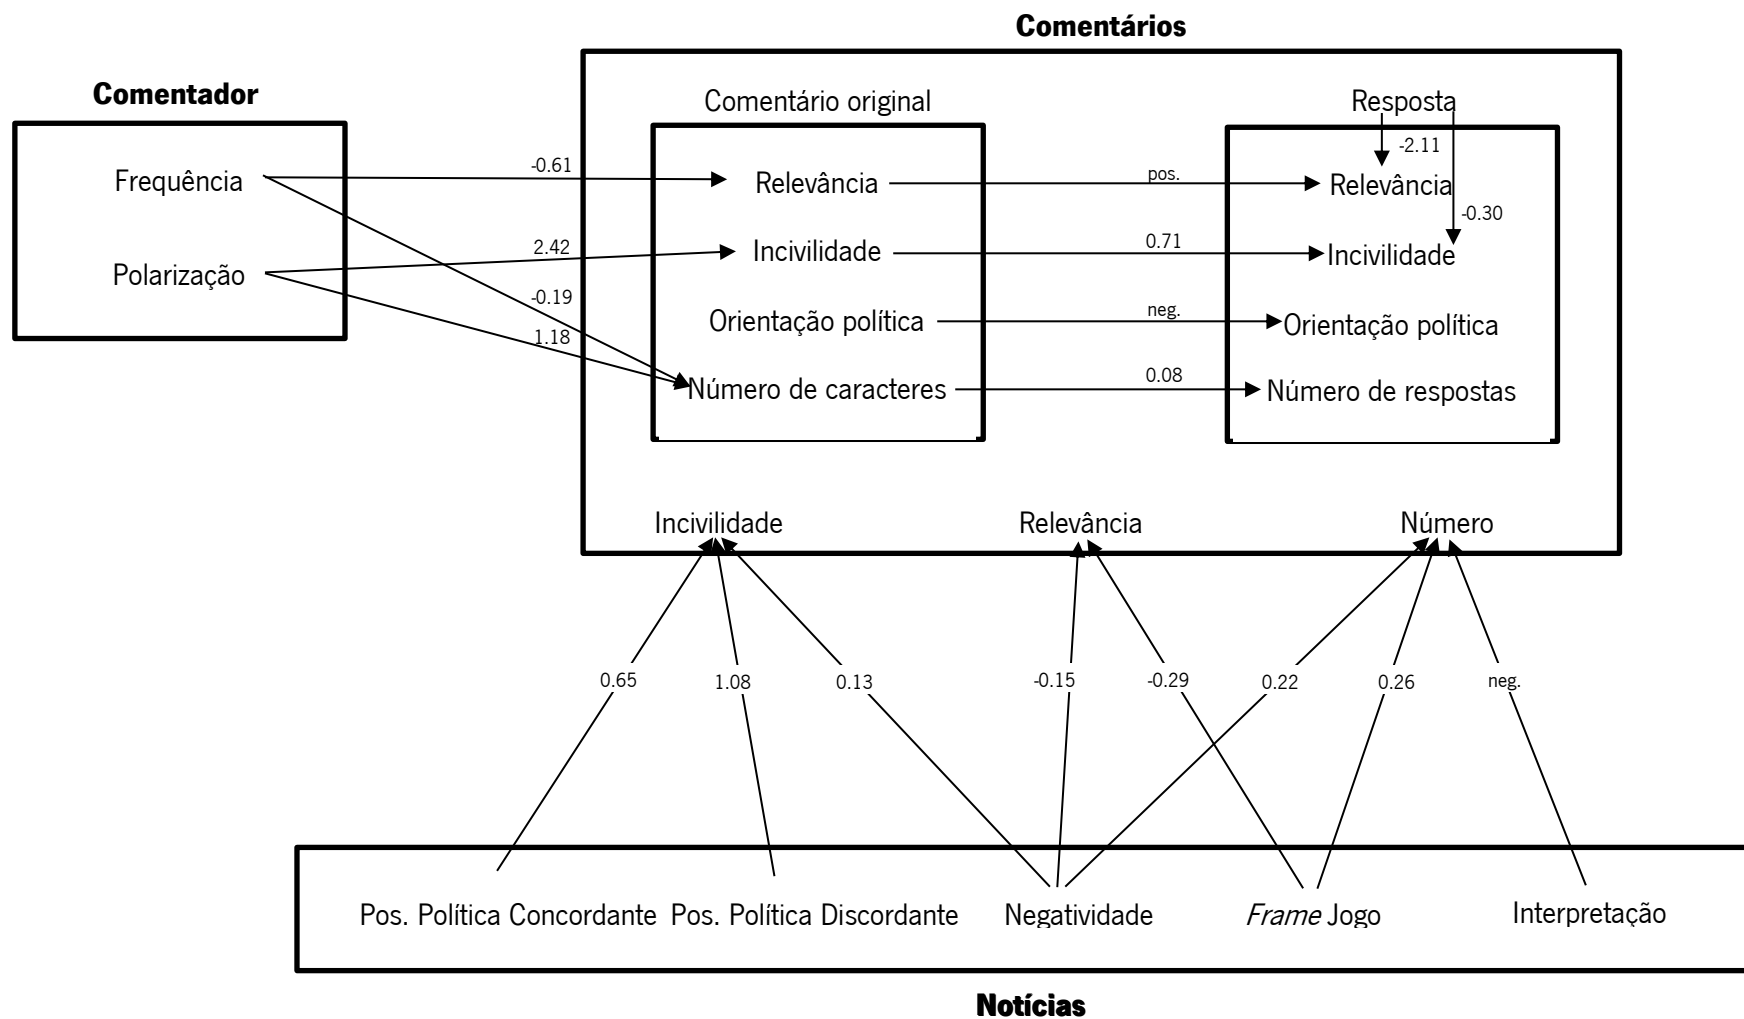 Comentários
Comentador
Comentário original
Resposta
-2.11
-0.61
pos.
Frequência
Relevância
Relevância
-0.30
2.42
0.71
Polarização
Incivilidade
Incivilidade
-0.19
neg.
Orientação política
Orientação política
1.18
0.08
Número de caracteres
Número de respostas
Incivilidade
Relevância
Número
0.65
1.08
0.13
-0.15
-0.29
0.22
0.26
neg.
Pos. Política Concordante
Pos. Política Discordante
Negatividade
Frame Jogo
Interpretação
Notícias